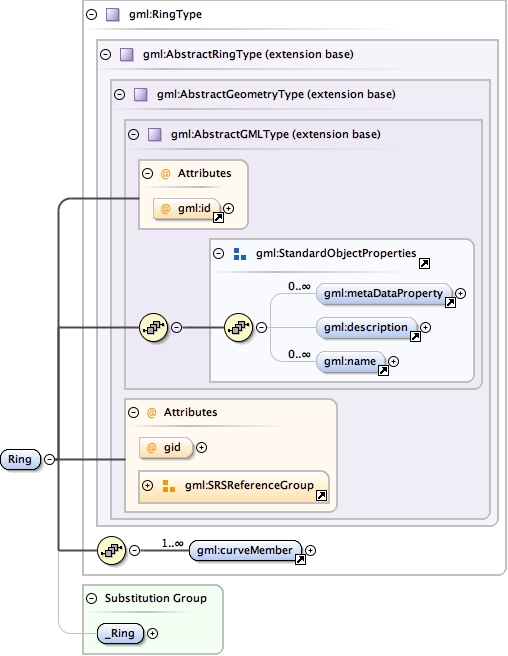 gml:RingType
gml:AbstractRingType (extension base)
gml:AbstractGeometryType (extension base)
gml:AbstractGMLType (extension base)
@ Attributes
@ gml:id
gml:StandardObjectProperties
0..∞
gml:metaDataProperty
gml:description
0..∞
gml:name
@ Attributes
@ gid
gml:SRSReferenceGroup
Ring
1..∞
gml:curveMember
Substitution Group
_Ring